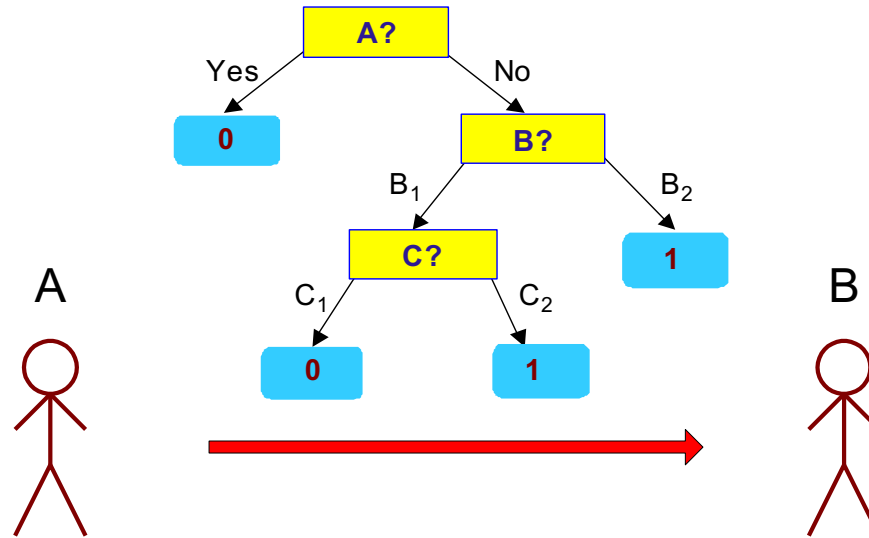 A?
Yes
No
0
B?
B₁
B₂
C?
1
A
B
C₁
C₂
0
1